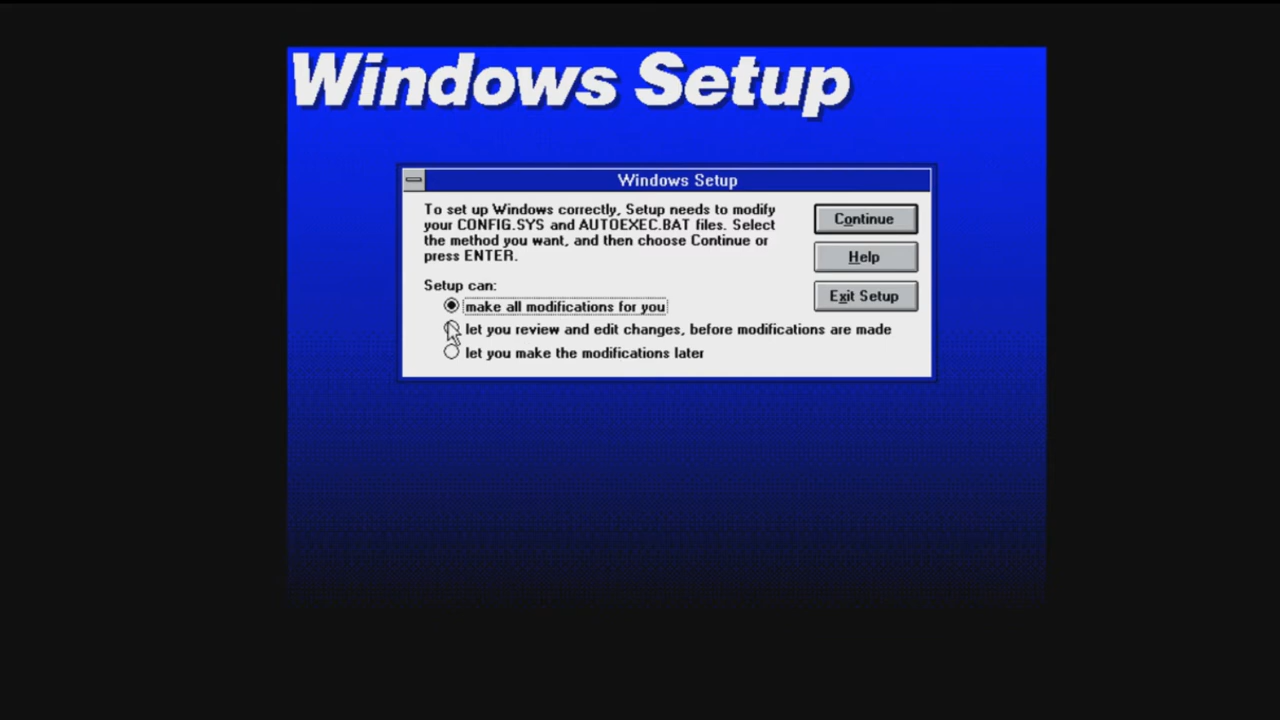 Windows Setup
Windows Setup
To set up Windows correctly, Setup needs to modify
your CONFIG.SYS and AUTOEXEC.BAT files. Select
the method you want, and then choose Continue or
press ENTER.
Continue
Help
Exit Setup
Setup can:
make all modifications for you
let you review and edit changes, before modifications are made
let you make the modifications later